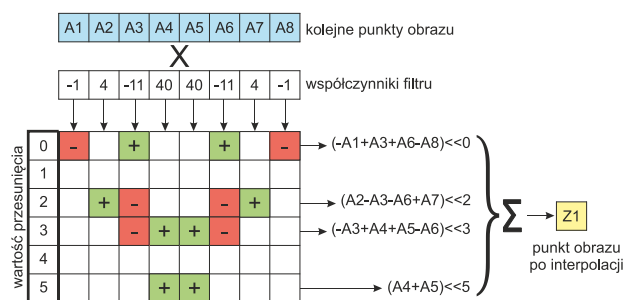 A1 A2 A3 A4 A5 A6 A7 A8 kolejne punkty obrazu
X
-1 4 -11 40 40 -11 4 -1 współczynniki filtru
wartość przesunięcia
0 - + + - (-A1+A3+A6-A8)<<0
1
2 + - - + (A2-A3-A6+A7)<<2
3 - + + - (-A3+A4+A5-A6)<<3
4
5 + + (A4+A5)<<5
Σ Z1
punkt obrazu
po interpolacji